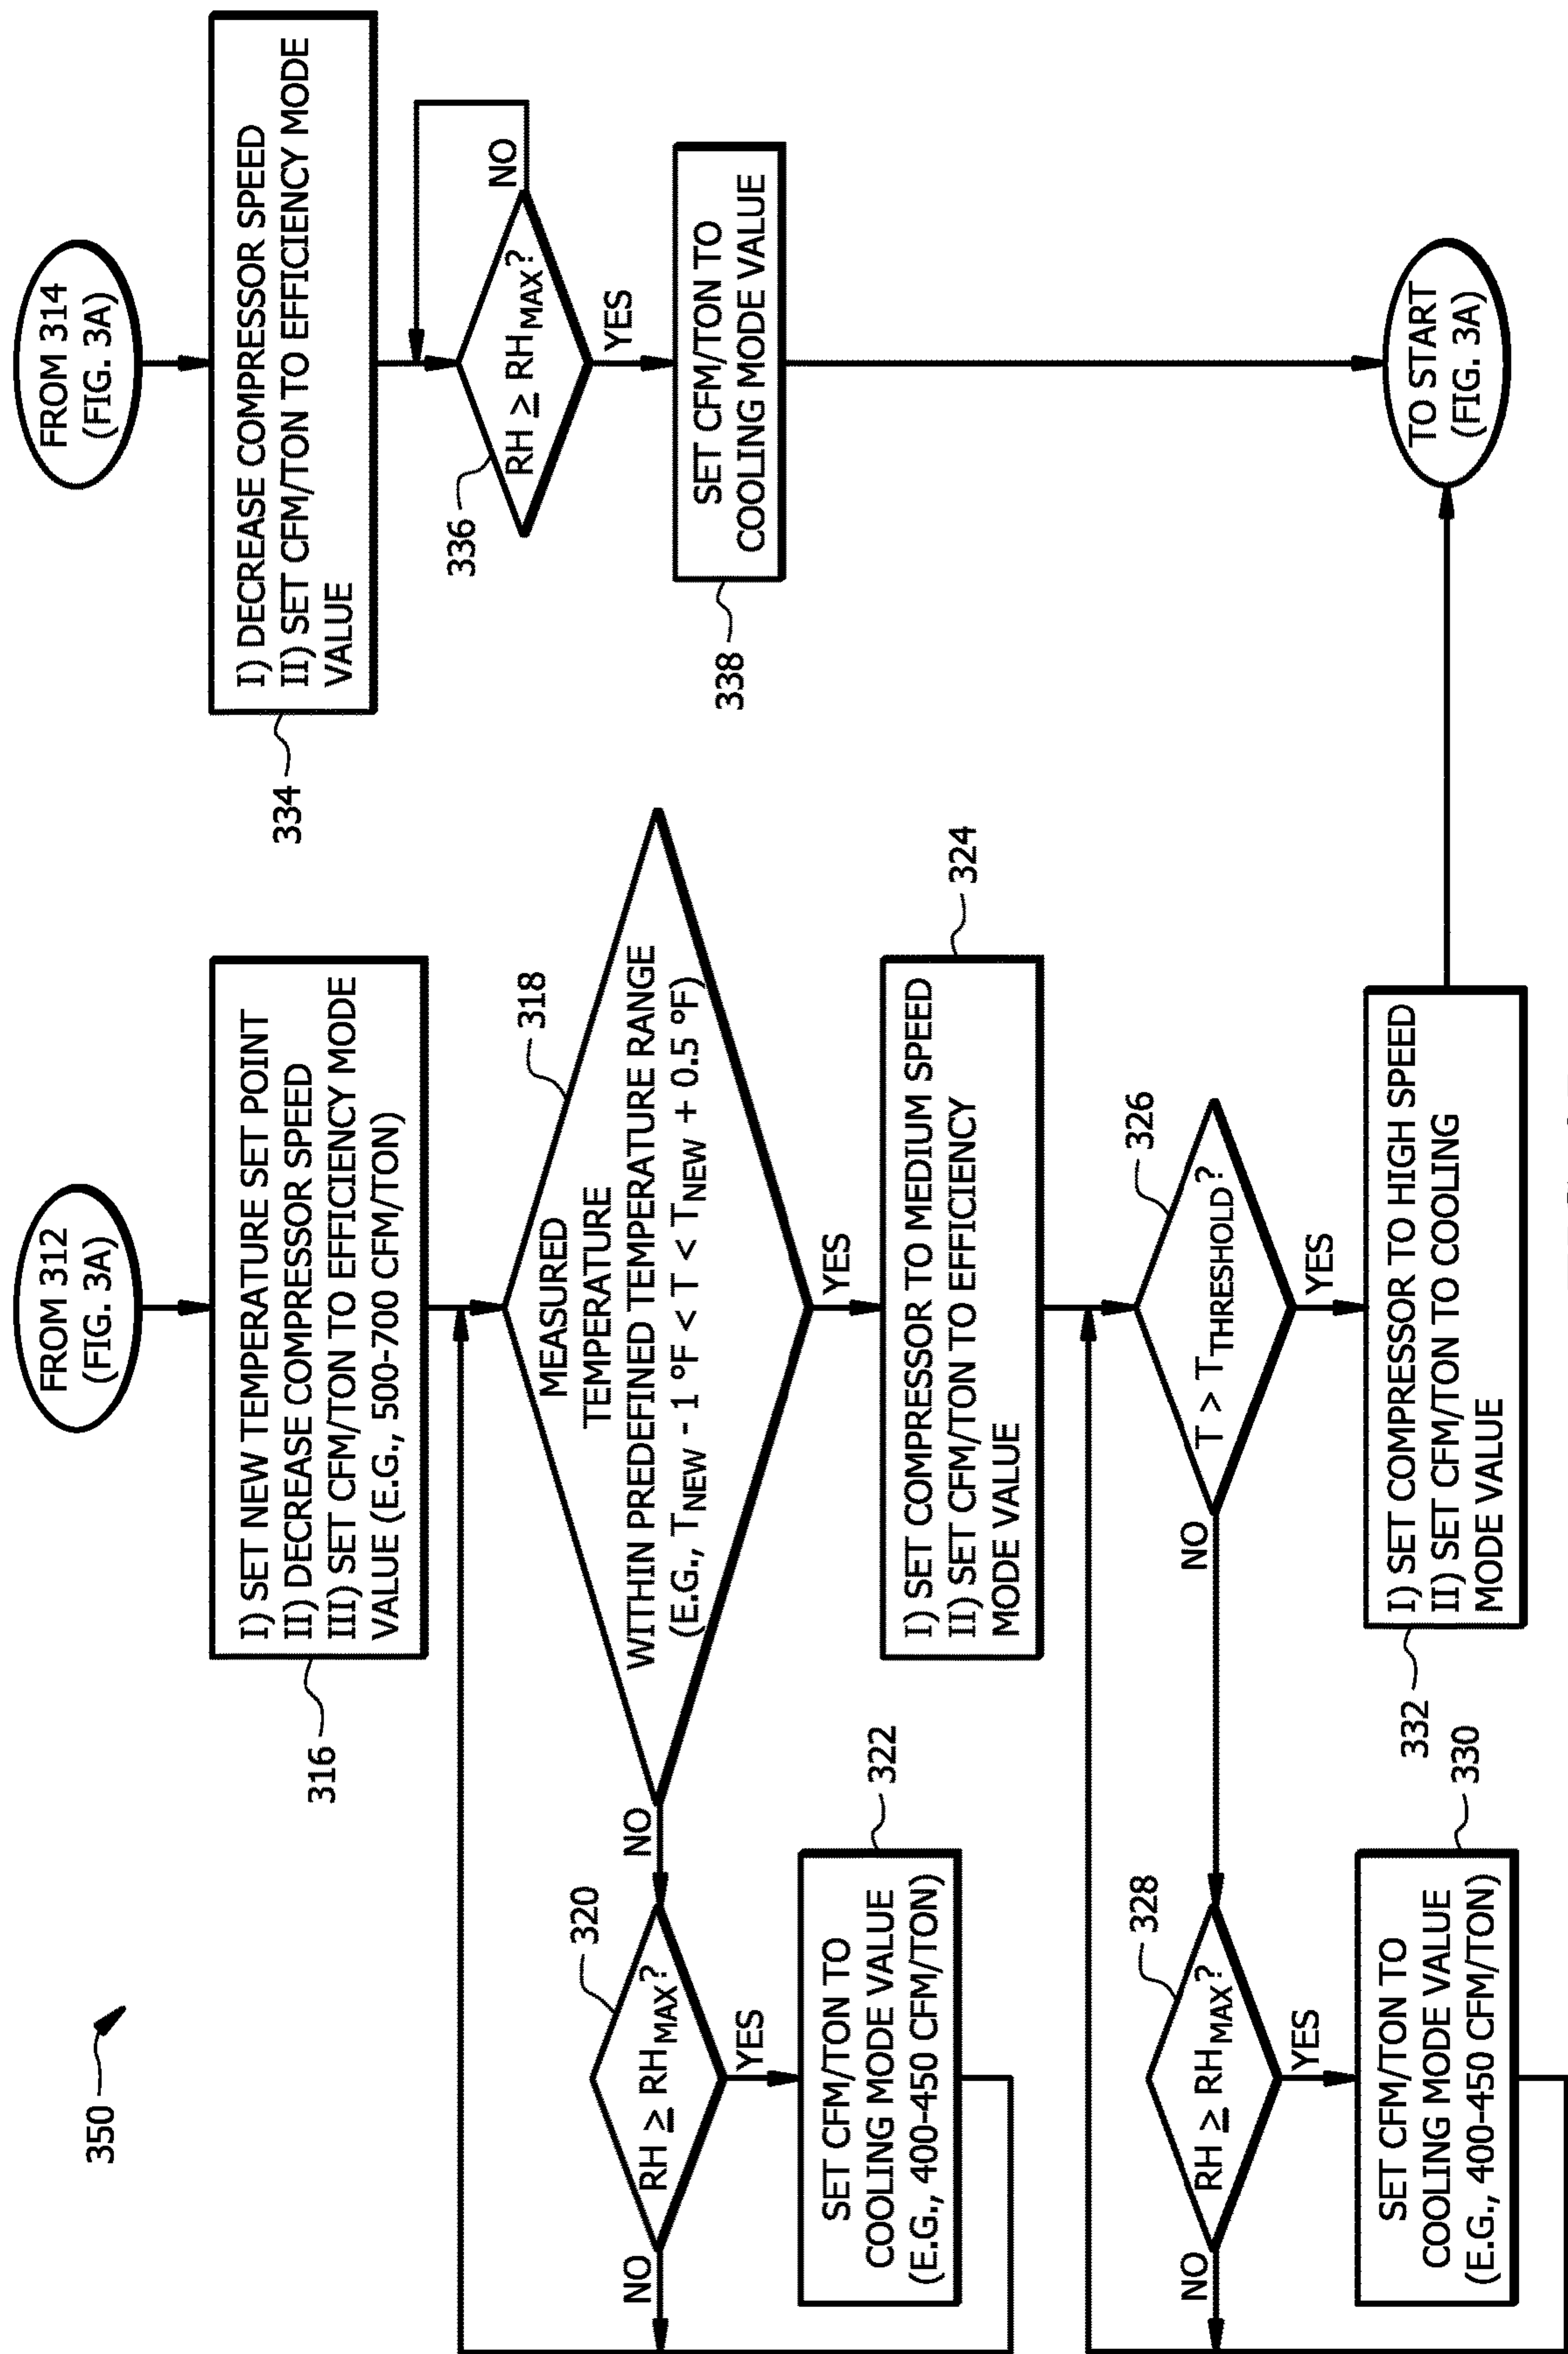 350
FROM 312
(FIG. 3A)
316
I) SET NEW TEMPERATURE SET POINT
II) DECREASE COMPRESSOR SPEED
III) SET CFM/TON TO EFFICIENCY MODE
VALUE (E.G., 500-700 CFM/TON)
318
MEASURED
TEMPERATURE
WITHIN PREDEFINED TEMPERATURE RANGE
(E.G., TNEW - 1 °F < T < TNEW + 0.5 °F)
NO
YES
320
RH ≥ RHMAX?
NO
YES
322
SET CFM/TON TO
COOLING MODE VALUE
(E.G., 400-450 CFM/TON)
324
I) SET COMPRESSOR TO MEDIUM SPEED
II) SET CFM/TON TO EFFICIENCY
MODE VALUE
326
T > TTHRESHOLD?
NO
YES
328
RH ≥ RHMAX?
NO
YES
330
SET CFM/TON TO
COOLING MODE VALUE
(E.G., 400-450 CFM/TON)
332
I) SET COMPRESSOR TO HIGH SPEED
II) SET CFM/TON TO COOLING
MODE VALUE
FROM 314
(FIG. 3A)
334
I) DECREASE COMPRESSOR SPEED
II) SET CFM/TON TO EFFICIENCY MODE
VALUE
336
RH ≥ RHMAX?
NO
YES
338
SET CFM/TON TO
COOLING MODE VALUE
TO START
(FIG. 3A)